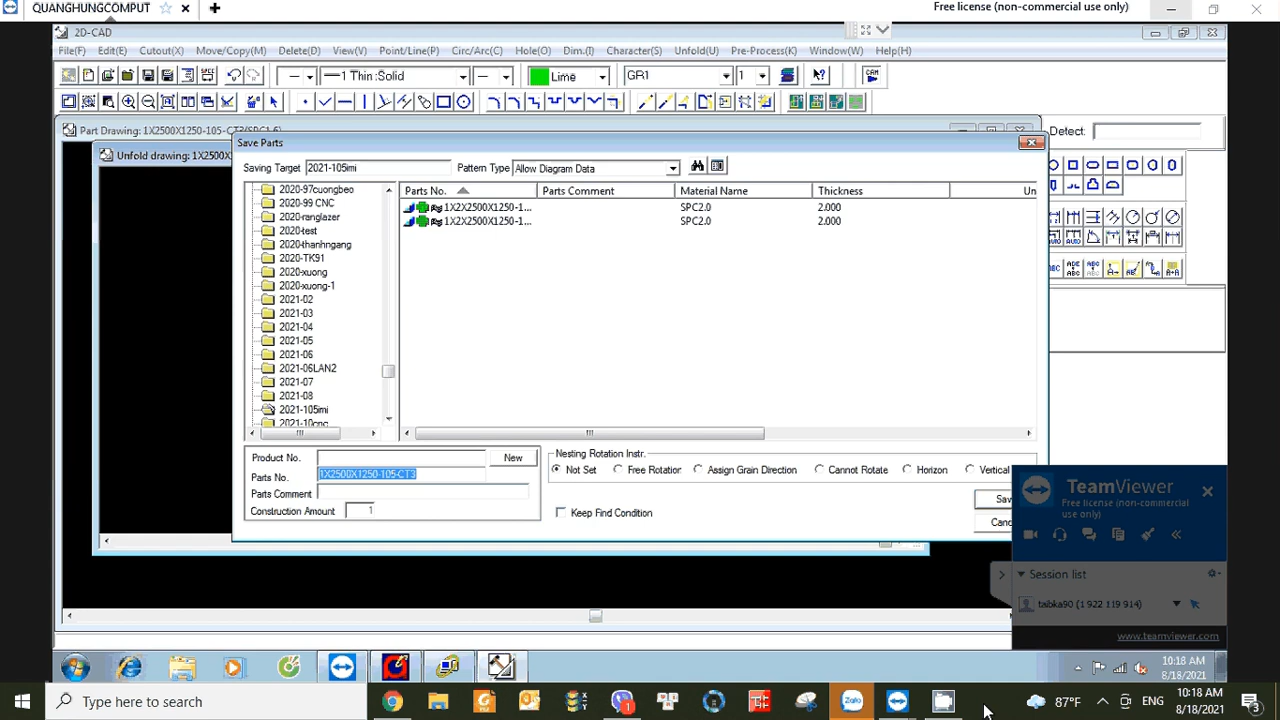 QUANGHUNGCOMPUT
Free license (non-commercial use only)
2D-CAD
File(F) Edit(E) Cutout(X) Move/Copy(M) Delete(D) View(V) Point/Line(P) Circ/Arc(C) Hole(O) Dim.(I) Character(S) Unfold(U) Pre-Process(K) Window(W) Help(H)
1 Thin :Solid Lime GR1 1 CAM
Part Drawing: 1X2500X1250-105-CT3(SPC1.6)
Detect:
Unfold drawing: 1X2500X
Save Parts
Saving Target 2021-105imi Pattern Type Allow Diagram Data
Parts No. Parts Comment Material Name Thickness Un
1X2X2500X1250-1... SPC2.0 2.000
1X2X2500X1250-1... SPC2.0 2.000
2020-97cuongbeo
2020-99 CNC
2020-ranglazer
2020-test
2020-thanhngang
2020-TK91
2020-xuong
2020-xuong-1
2021-02
2021-03
2021-04
2021-05
2021-06
2021-06LAN2
2021-07
2021-08
2021-105imi
2021-10cnc
Product No. New
Parts No. 1X2500X1250-105-CT3
Parts Comment
Construction Amount 1
Nesting Rotation Instr.
Not Set Free Rotation Assign Grain Direction Cannot Rotate Horizon Vertical
Keep Find Condition
Sav
Canc
TeamViewer
Free license (non-commercial
use only)
Session list
taibka90 (1 922 119 914)
www.teamviewer.com
10:18 AM
8/18/2021
Type here to search
Zalo
87°F
ENG
10:18 AM
8/18/2021
3